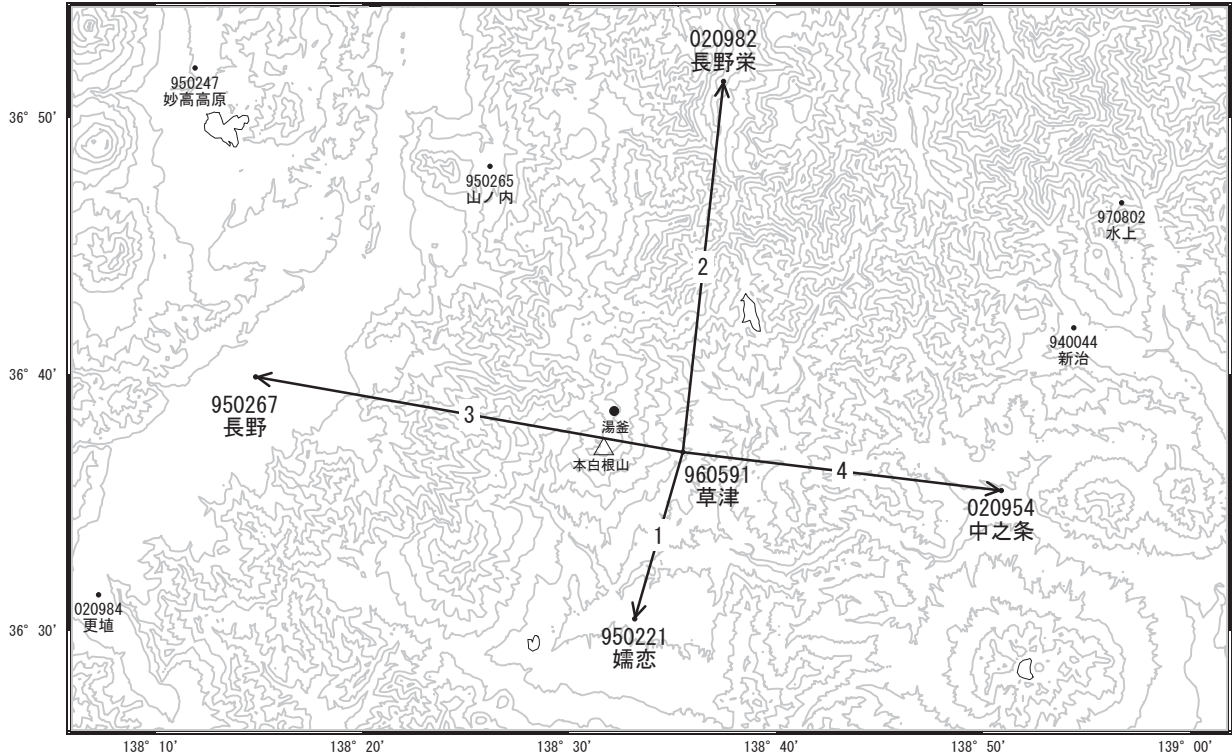 020982
長野栄
950247
妙高高原
36° 50’
950265
山ノ内
970802
水上
2
940044
新治
36° 40’
950267
長野
3
湯釜
本白根山
960591
草津
4
020954
中之条
1
020984
更埴
36° 30’
950221
嬬恋
138° 10’
138° 20’
138° 30’
138° 40’
138° 50’
139° 00’